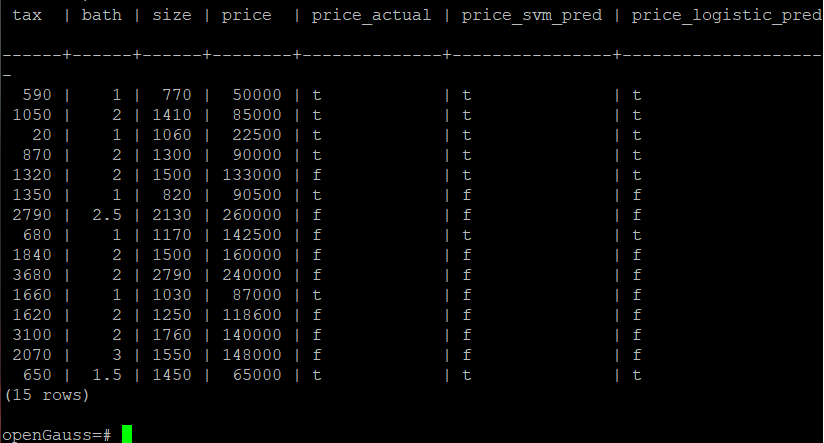 tax  | bath | size | price  | price_actual | price_svm_pred | price_logistic_pred
------+------+------+--------+--------------+----------------+--------------------
-
  590 |    1 |  770 |  50000 | t            | t              | t
 1050 |    2 | 1410 |  85000 | t            | t              | t
   20 |    1 | 1060 |  22500 | t            | t              | t
  870 |    2 | 1300 |  90000 | t            | t              | t
 1320 |    2 | 1500 | 133000 | f            | t              | t
 1350 |    1 |  820 |  90500 | f            | f              | f
 2790 |  2.5 | 2130 | 260000 | f            | f              | f
  680 |    1 | 1170 | 142500 | f            | t              | t
 1840 |    2 | 1500 | 160000 | f            | f              | f
 3680 |    2 | 2790 | 240000 | f            | f              | f
 1660 |    1 | 1030 |  87000 | t            | f              | f
 1620 |    2 | 1250 | 118600 | f            | f              | f
 3100 |    2 | 1760 | 140000 | f            | f              | f
 2070 |    3 | 1550 | 148000 | f            | f              | f
  650 |  1.5 | 1450 |  65000 | t            | t              | t
(15 rows)
openGauss=#